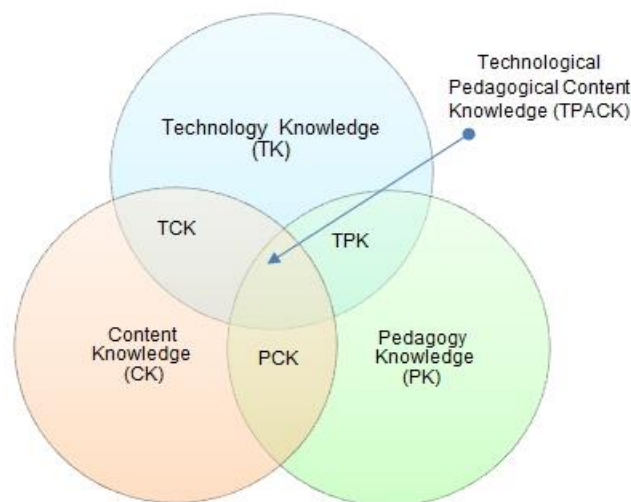 Technological
Pedagogical Content
Knowledge (TPACK)
Technology Knowledge
(TK)
TCK
TPK
Content
Knowledge
(CK)
PCK
Pedagogy
Knowledge
(PK)